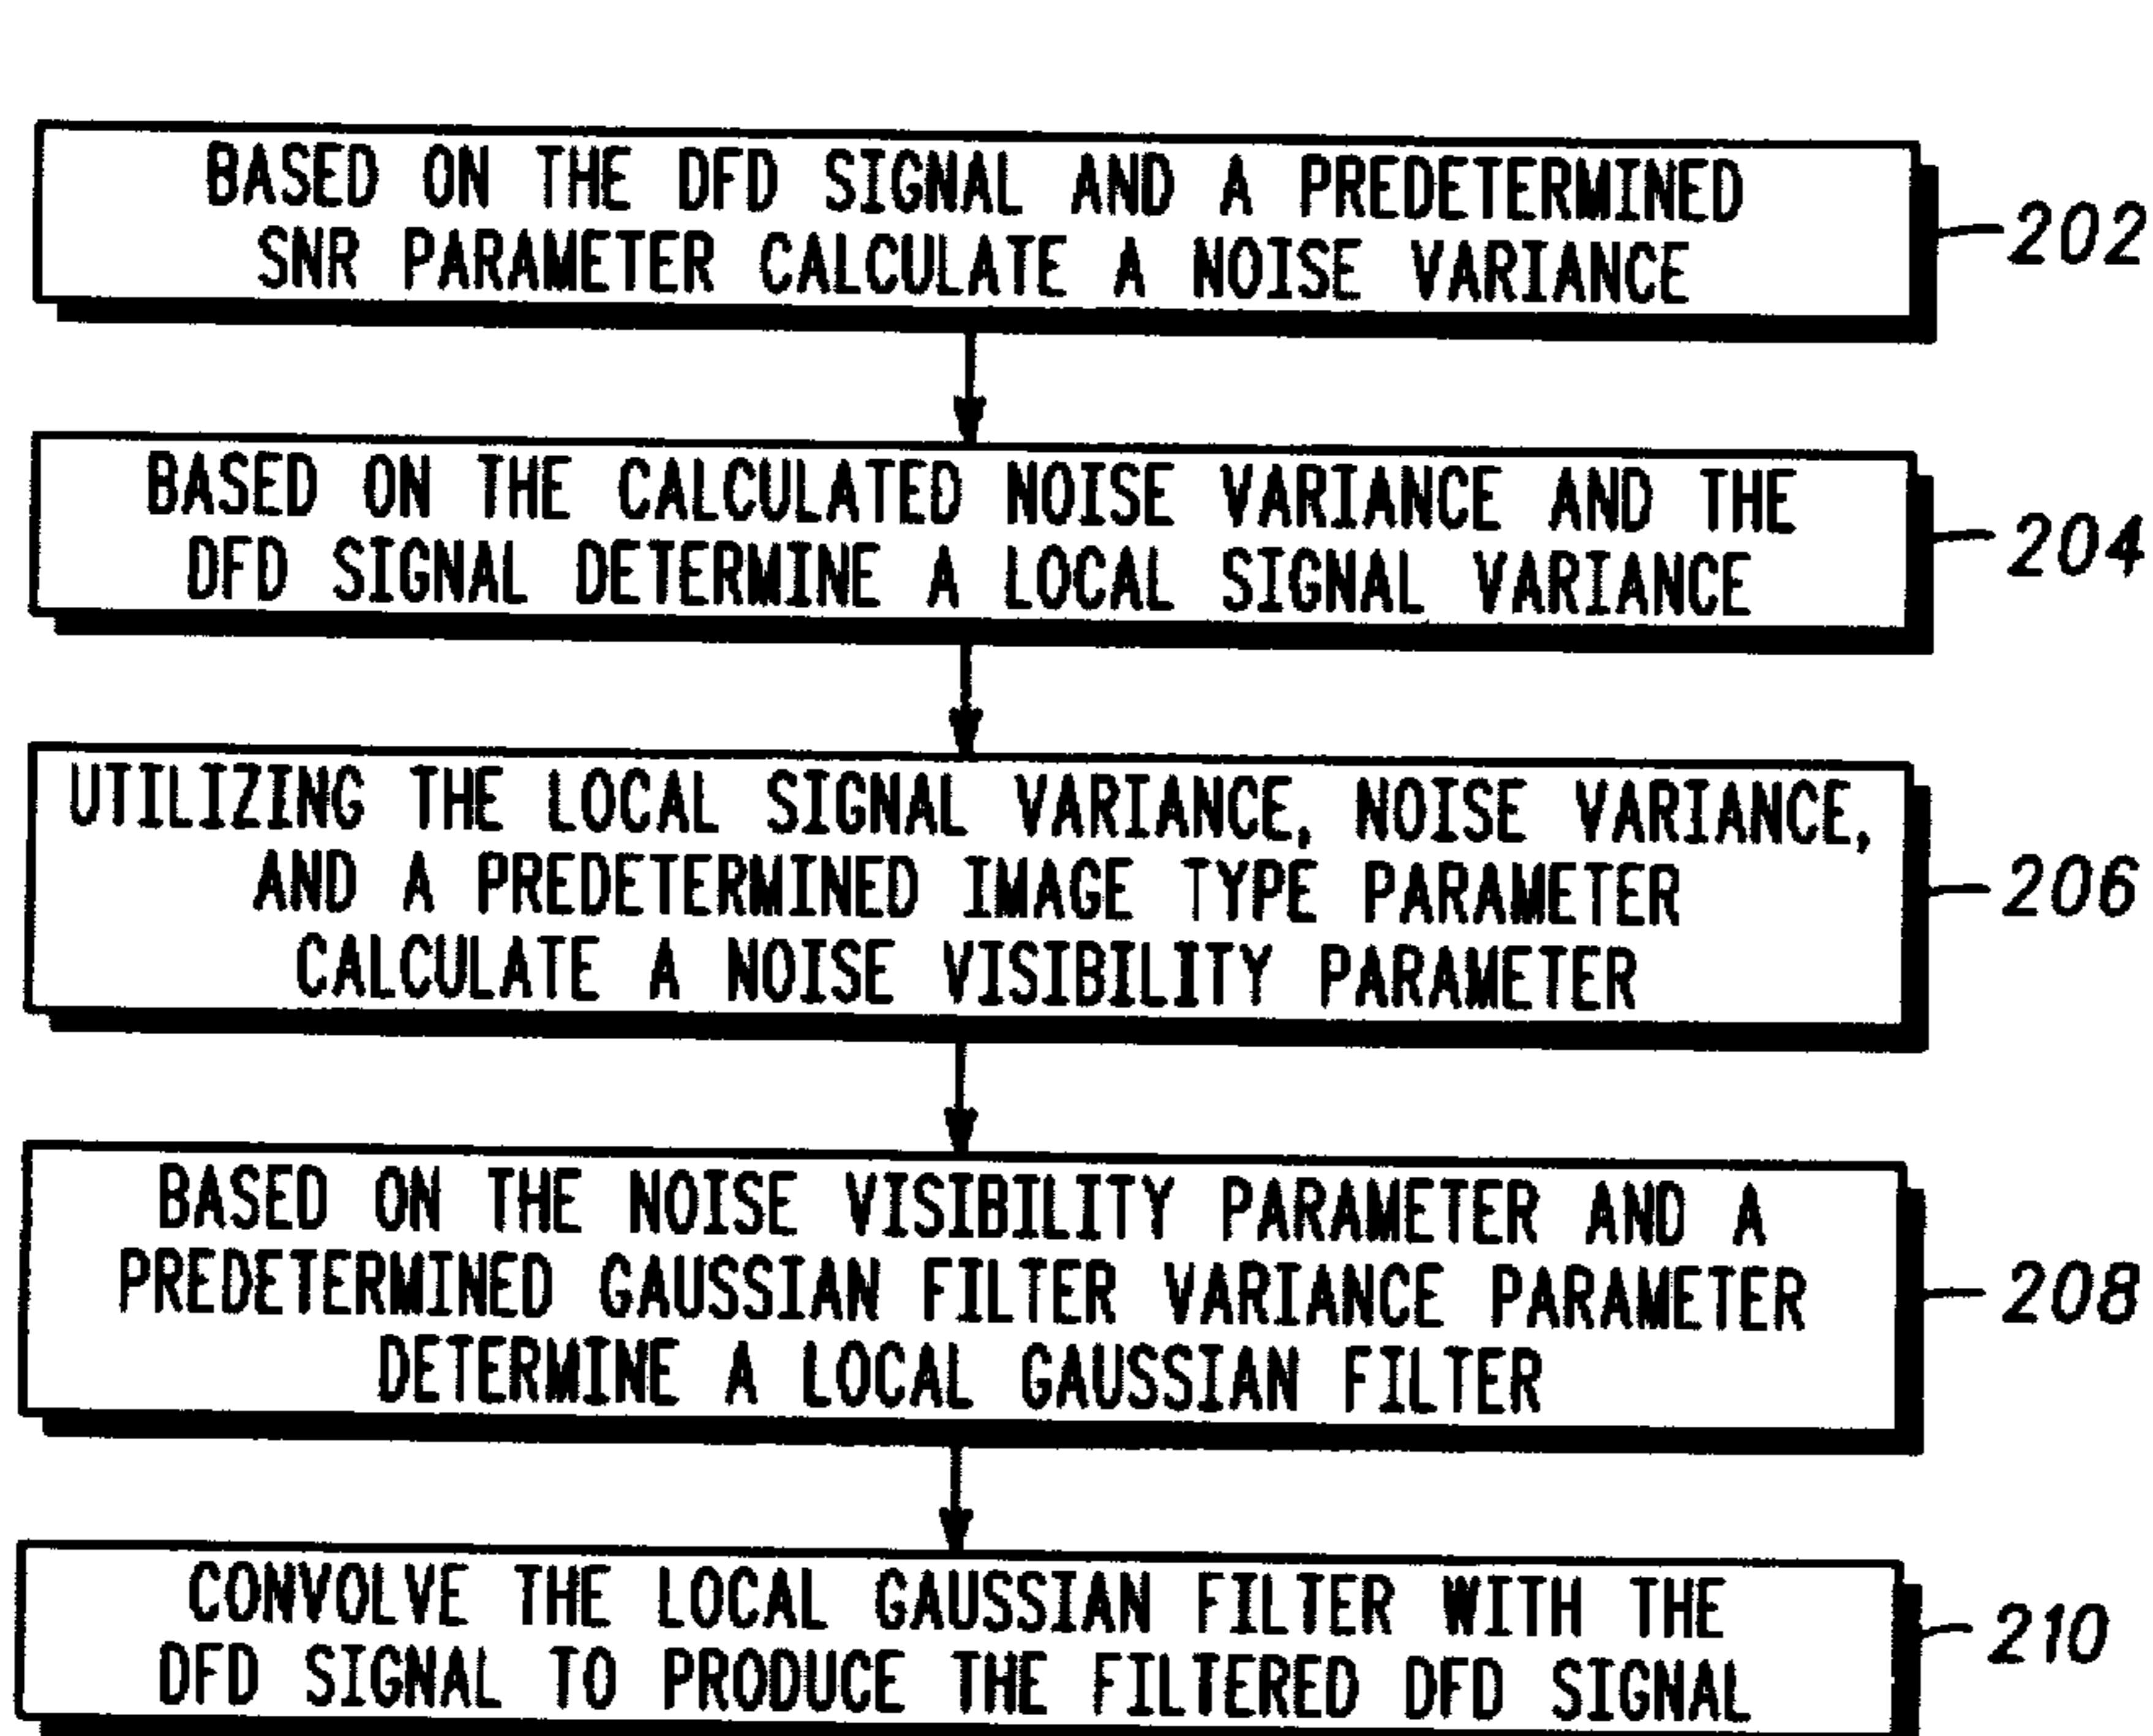 BASED ON THE DFD SIGNAL AND A PREDETERMINED
SNR PARAMETER CALCULATE A NOISE VARIANCE
202
BASED ON THE CALCULATED NOISE VARIANCE AND THE
DFD SIGNAL DETERMINE A LOCAL SIGNAL VARIANCE
204
UTILIZING THE LOCAL SIGNAL VARIANCE, NOISE VARIANCE,
AND A PREDETERMINED IMAGE TYPE PARAMETER
CALCULATE A NOISE VISIBILITY PARAMETER
206
BASED ON THE NOISE VISIBILITY PARAMETER AND A
PREDETERMINED GAUSSIAN FILTER VARIANCE PARAMETER
DETERMINE A LOCAL GAUSSIAN FILTER
208
CONVOLVE THE LOCAL GAUSSIAN FILTER WITH THE
DFD SIGNAL TO PRODUCE THE FILTERED DFD SIGNAL
210